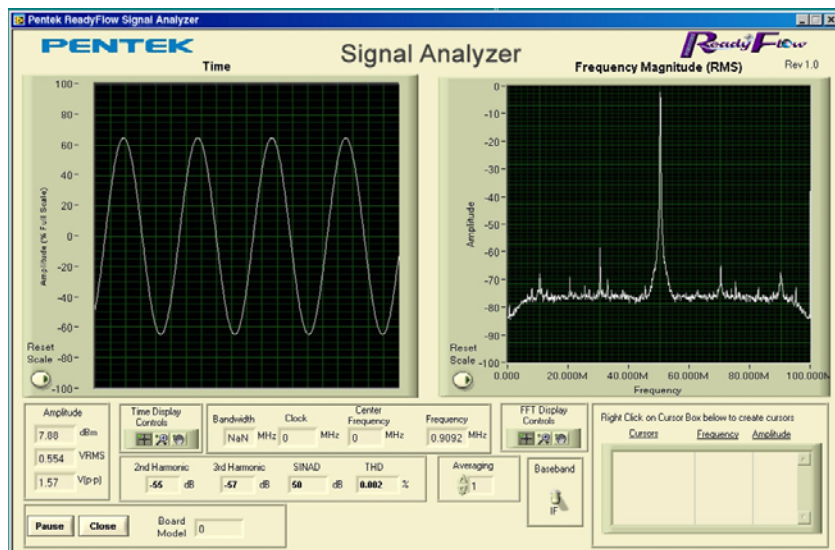 Pentek ReadyFlow Signal Analyzer
PENTEK
Signal Analyzer
ReadyFlow
Time
Frequency Magnitude (RMS)
Rev 1.0
Amplitude (% Full Scale)
100
80
60
40
20
0
-20
-40
-60
-80
-100
Reset
Scale
Amplitude
0
-10
-20
-30
-40
-50
-60
-70
-80
-90
-100
Reset
Scale
0.000 20.000M 40.000M 60.000M 80.000M 100.000M
Frequency
Amplitude
7.88 dBm
0.554 VRMS
1.57 V(p-p)
Time Display
Controls
Bandwidth
NaN MHz
Clock
0 MHz
Center
Frequency
0 MHz
Frequency
0.9092 MHz
FFT Display
Controls
Right Click on Cursor Box below to create cursors
Cursors Frequency Amplitude
2nd Harmonic
-55 dB
3rd Harmonic
-57 dB
SINAD
50 dB
THD
0.002 %
Averaging
1
Baseband
IF
Pause
Close
Board
Model
0